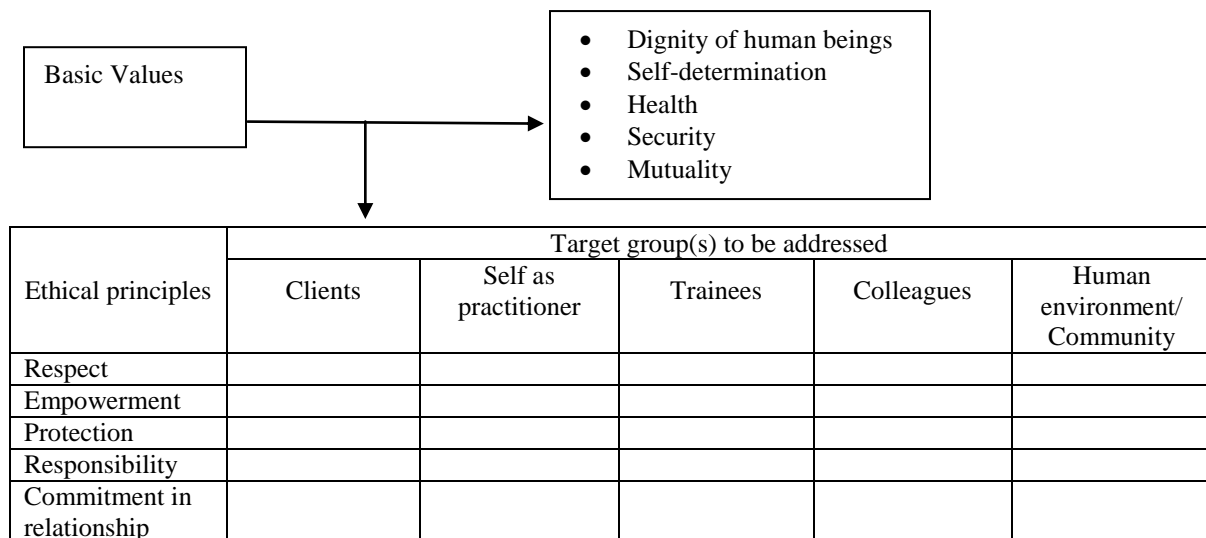 Basic Values
• Dignity of human beings
• Self-determination
• Health
• Security
• Mutuality
Ethical principles
Target group(s) to be addressed
Clients
Self as
practitioner
Trainees
Colleagues
Human
environment/
Community
Respect
Empowerment
Protection
Responsibility
Commitment in
relationship